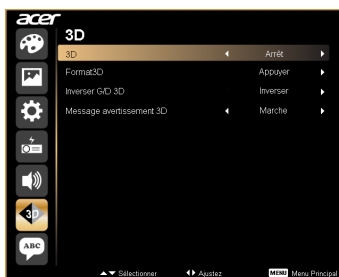 acer
3D
3D Arrêt
Format3D Appuyer
Inverser G/D 3D Inverser
Message avertissement 3D Marche
3D
ABC
Sélectionner Ajustez MENU Menu Principal